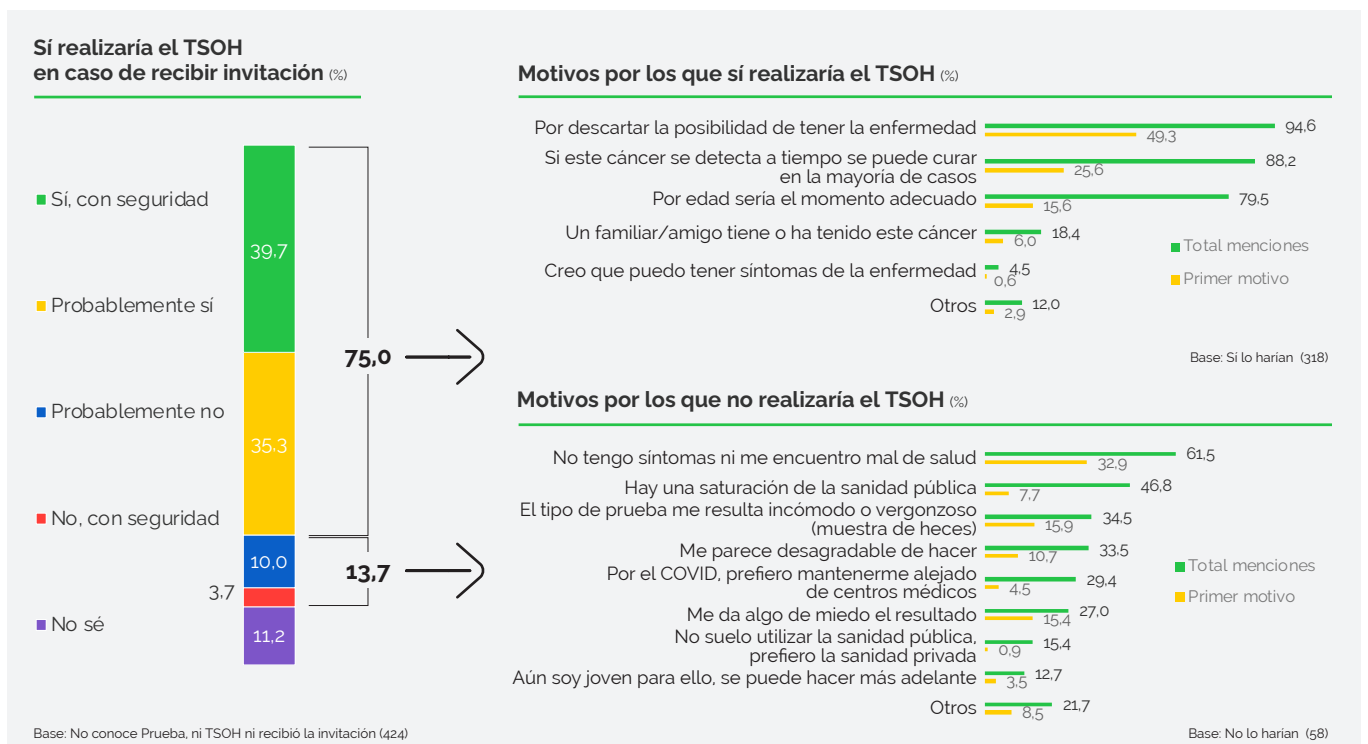 Sí realizaría el TSOH
en caso de recibir invitación (%)
Sí, con seguridad
Probablemente sí
Probablemente no
No, con seguridad
No sé
39,7
35,3
10,0
3,7
11,2
75,0
13,7
Base: No conoce Prueba, ni TSOH ni recibió la invitación (424)
Motivos por los que sí realizaría el TSOH (%)
Por descartar la posibilidad de tener la enfermedad
94,6
49,3
Si este cáncer se detecta a tiempo se puede curar
en la mayoría de casos
88,2
25,6
Por edad sería el momento adecuado
79,5
15,6
Un familiar/amigo tiene o ha tenido este cáncer
18,4
6,0
Creo que puedo tener síntomas de la enfermedad
4,5
0,6
Otros
12,0
2,9
Total menciones
Primer motivo
Base: Sí lo harían (318)
Motivos por los que no realizaría el TSOH (%)
No tengo síntomas ni me encuentro mal de salud
61,5
32,9
Hay una saturación de la sanidad pública
46,8
7,7
El tipo de prueba me resulta incómodo o vergonzoso
(muestra de heces)
34,5
15,9
Me parece desagradable de hacer
33,5
10,7
Por el COVID, prefiero mantenerme alejado
de centros médicos
29,4
4,5
Me da algo de miedo el resultado
27,0
15,4
No suelo utilizar la sanidad pública,
prefiero la sanidad privada
15,4
0,9
Aún soy joven para ello, se puede hacer más adelante
12,7
3,5
Otros
21,7
8,5
Total menciones
Primer motivo
Base: No lo harían (58)